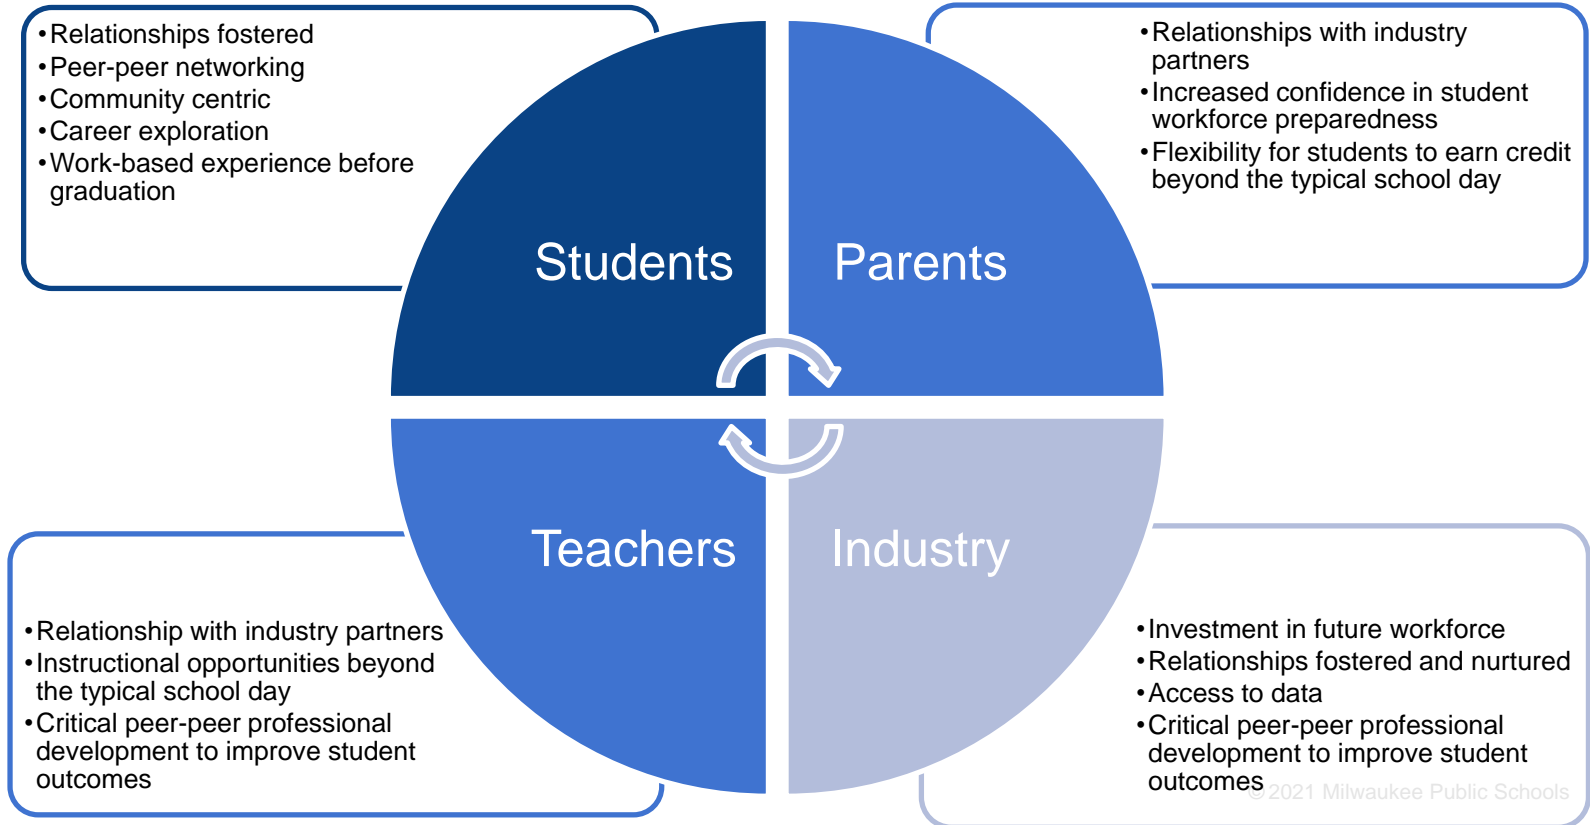 •Relationships fostered
•Peer-peer networking
•Community centric
•Career exploration
•Work-based experience before
graduation
•Relationships with industry
partners
•Increased confidence in student
workforce preparedness
•Flexibility for students to earn credit
beyond the typical school day
Students
Parents
Teachers
Industry
•Relationship with industry partners
•Instructional opportunities beyond
the typical school day
•Critical peer-peer professional
development to improve student
outcomes
•Investment in future workforce
•Relationships fostered and nurtured
•Access to data
•Critical peer-peer professional
development to improve student
outcomes
©2021 Milwaukee Public Schools